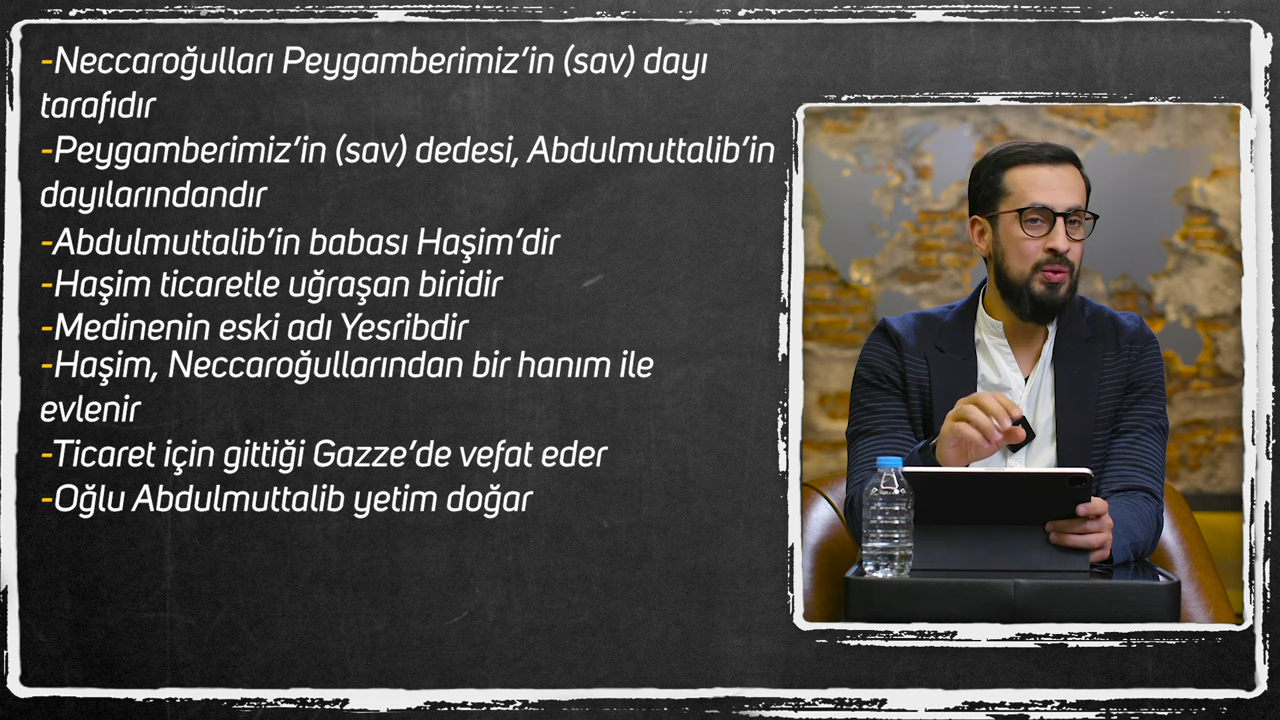 -Neccaroğulları Peygamberimiz’in (sav) dayı
tarafıdır
-Peygamberimiz’in (sav) dedesi, Abdulmuttalib’in
dayılarındandır
-Abdulmuttalib’in babası Haşim’dir
-Haşim ticaretle uğraşan biridir
-Medinenin eski adı Yesribdir
-Haşim, Neccaroğullarından bir hanım ile
evlenir
-Ticaret için gittiği Gazze’de vefat eder
-Oğlu Abdulmuttalib yetim doğar